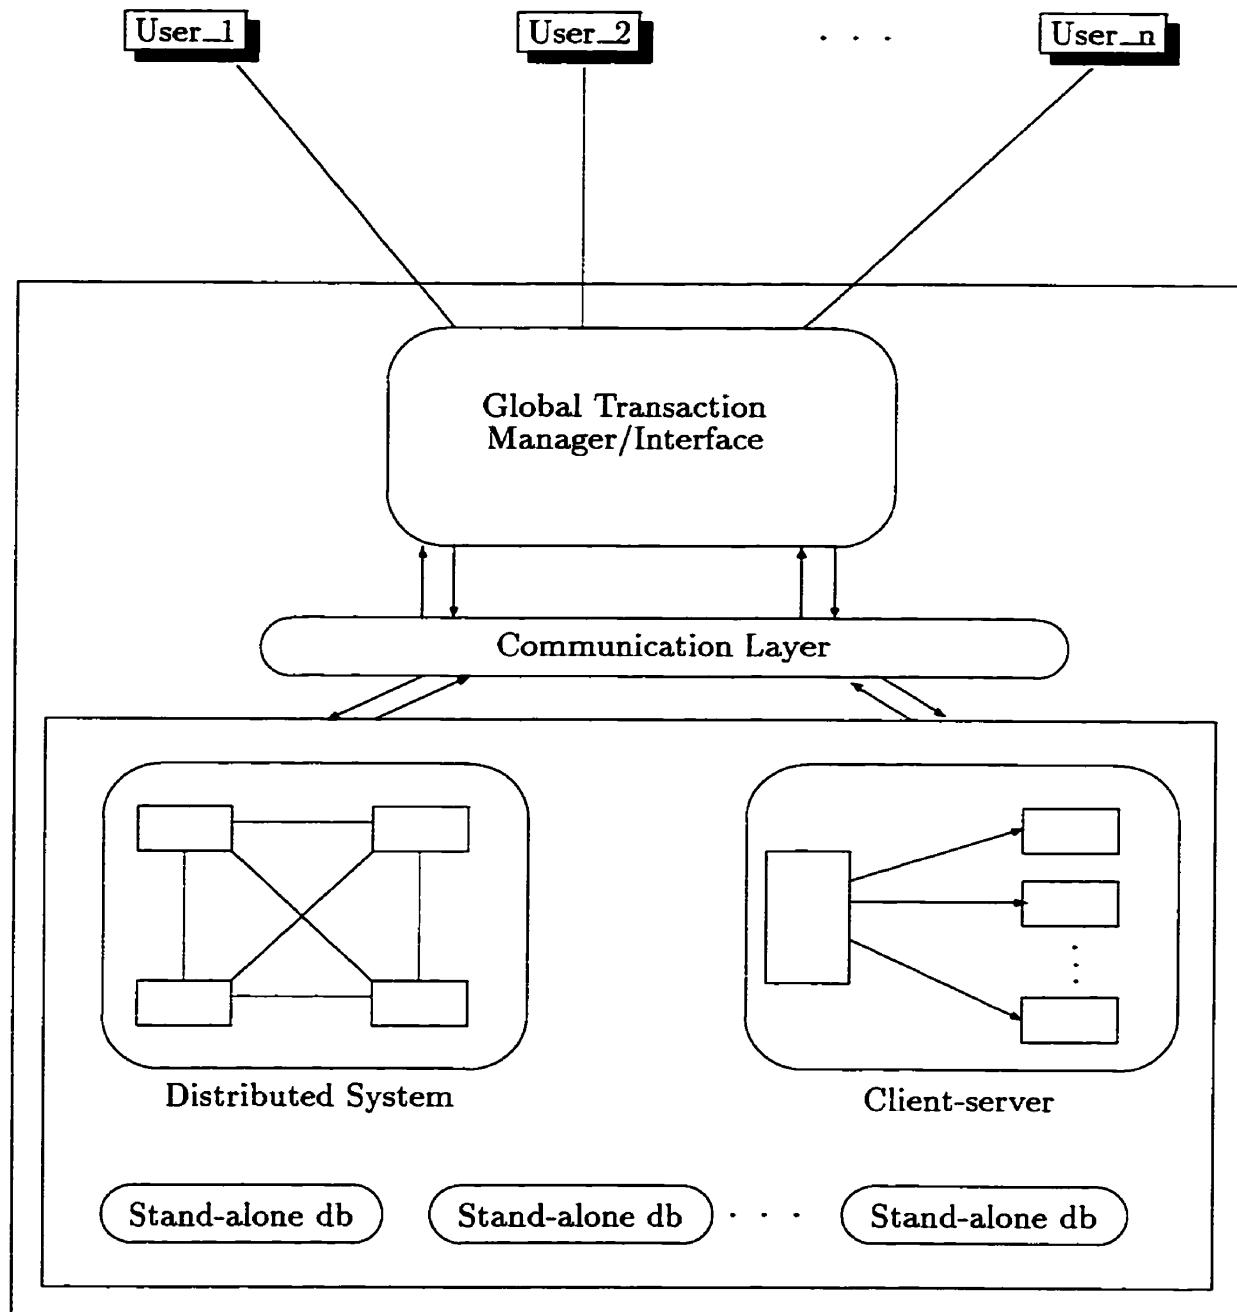 User_1
User_2
. . .
User_n
Global Transaction
Manager/Interface
Communication Layer
Distributed System
Client-server
Stand-alone db
Stand-alone db
. . .
Stand-alone db